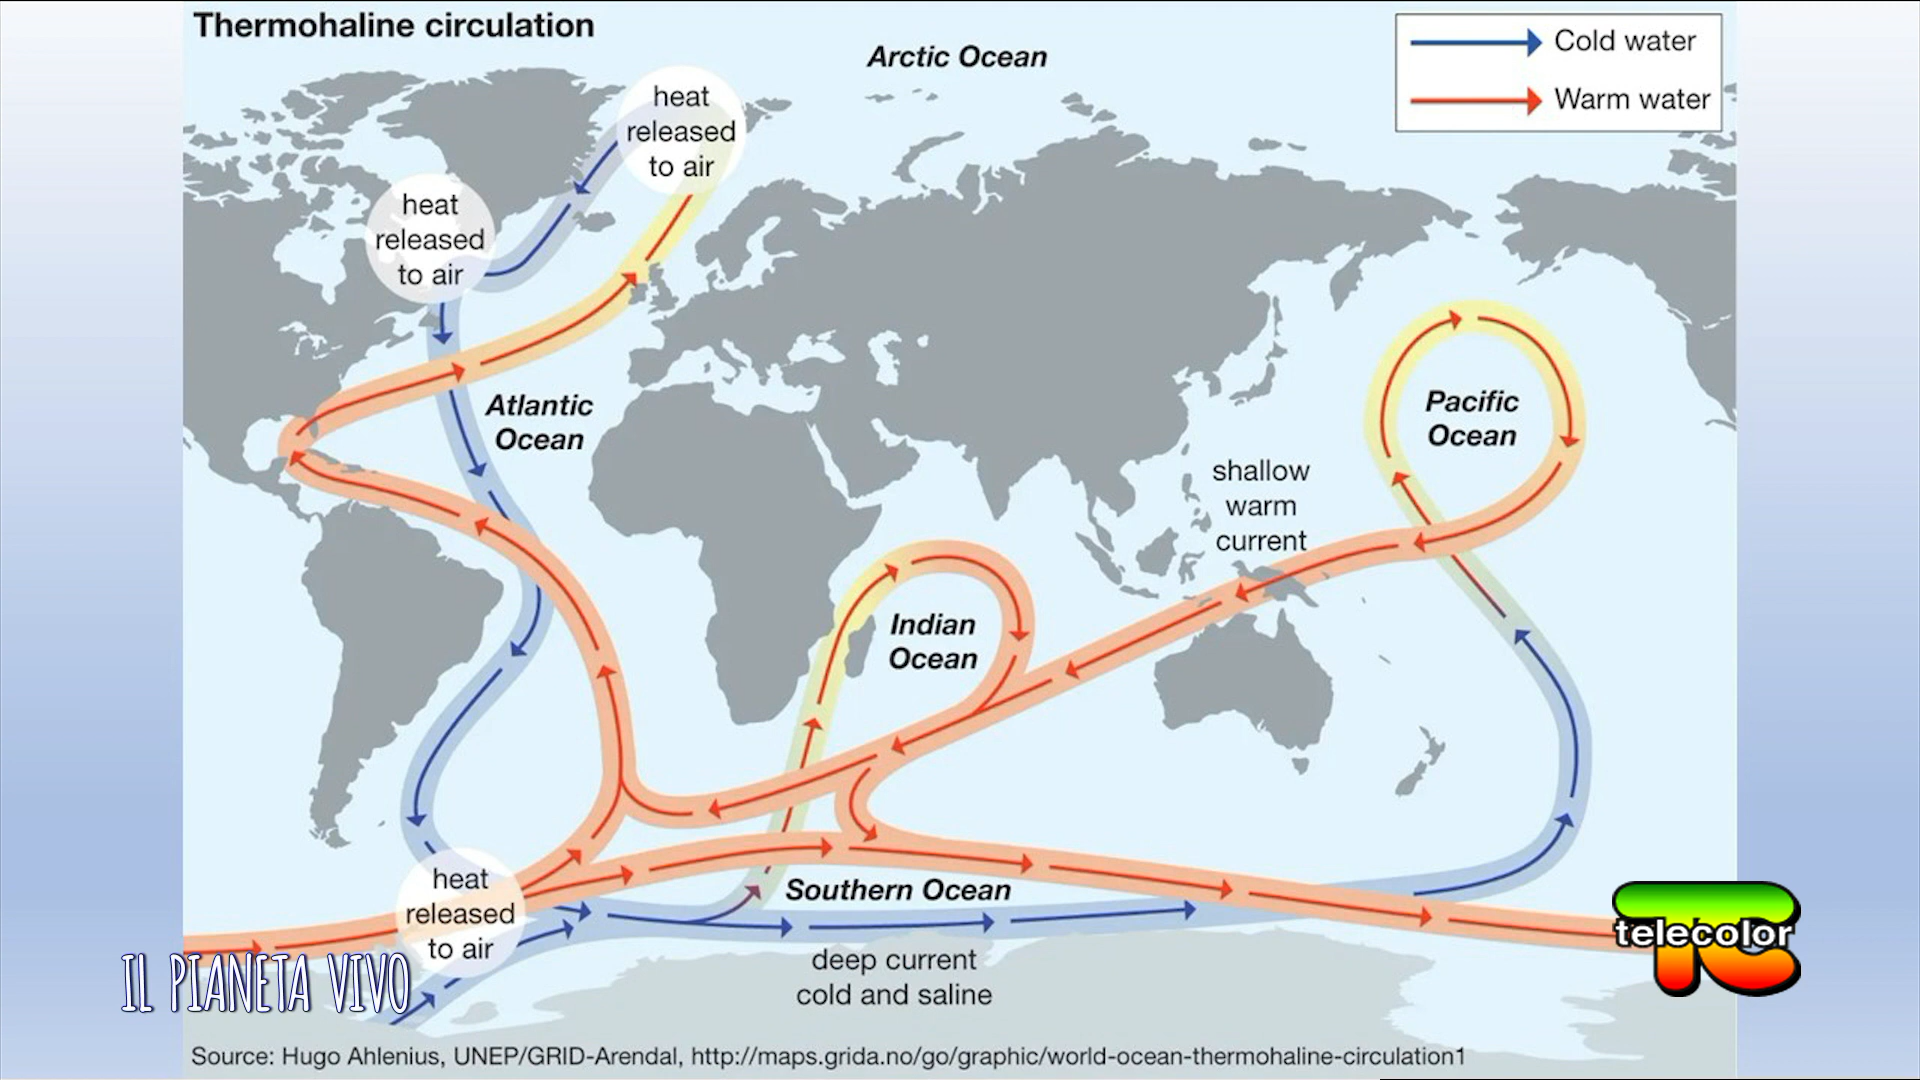 Thermohaline circulation
Arctic Ocean
Cold water
Warm water
heat
released
to air
heat
released
to air
Atlantic
Ocean
Pacific
Ocean
shallow
warm
current
Indian
Ocean
heat
released
to air
Southern Ocean
deep current
cold and saline
telecolor
TC
IL PIANETA VIVO
Source: Hugo Ahlenius, UNEP/GRID-Arendal, http://maps.grida.no/go/graphic/world-ocean-thermohaline-circulation1